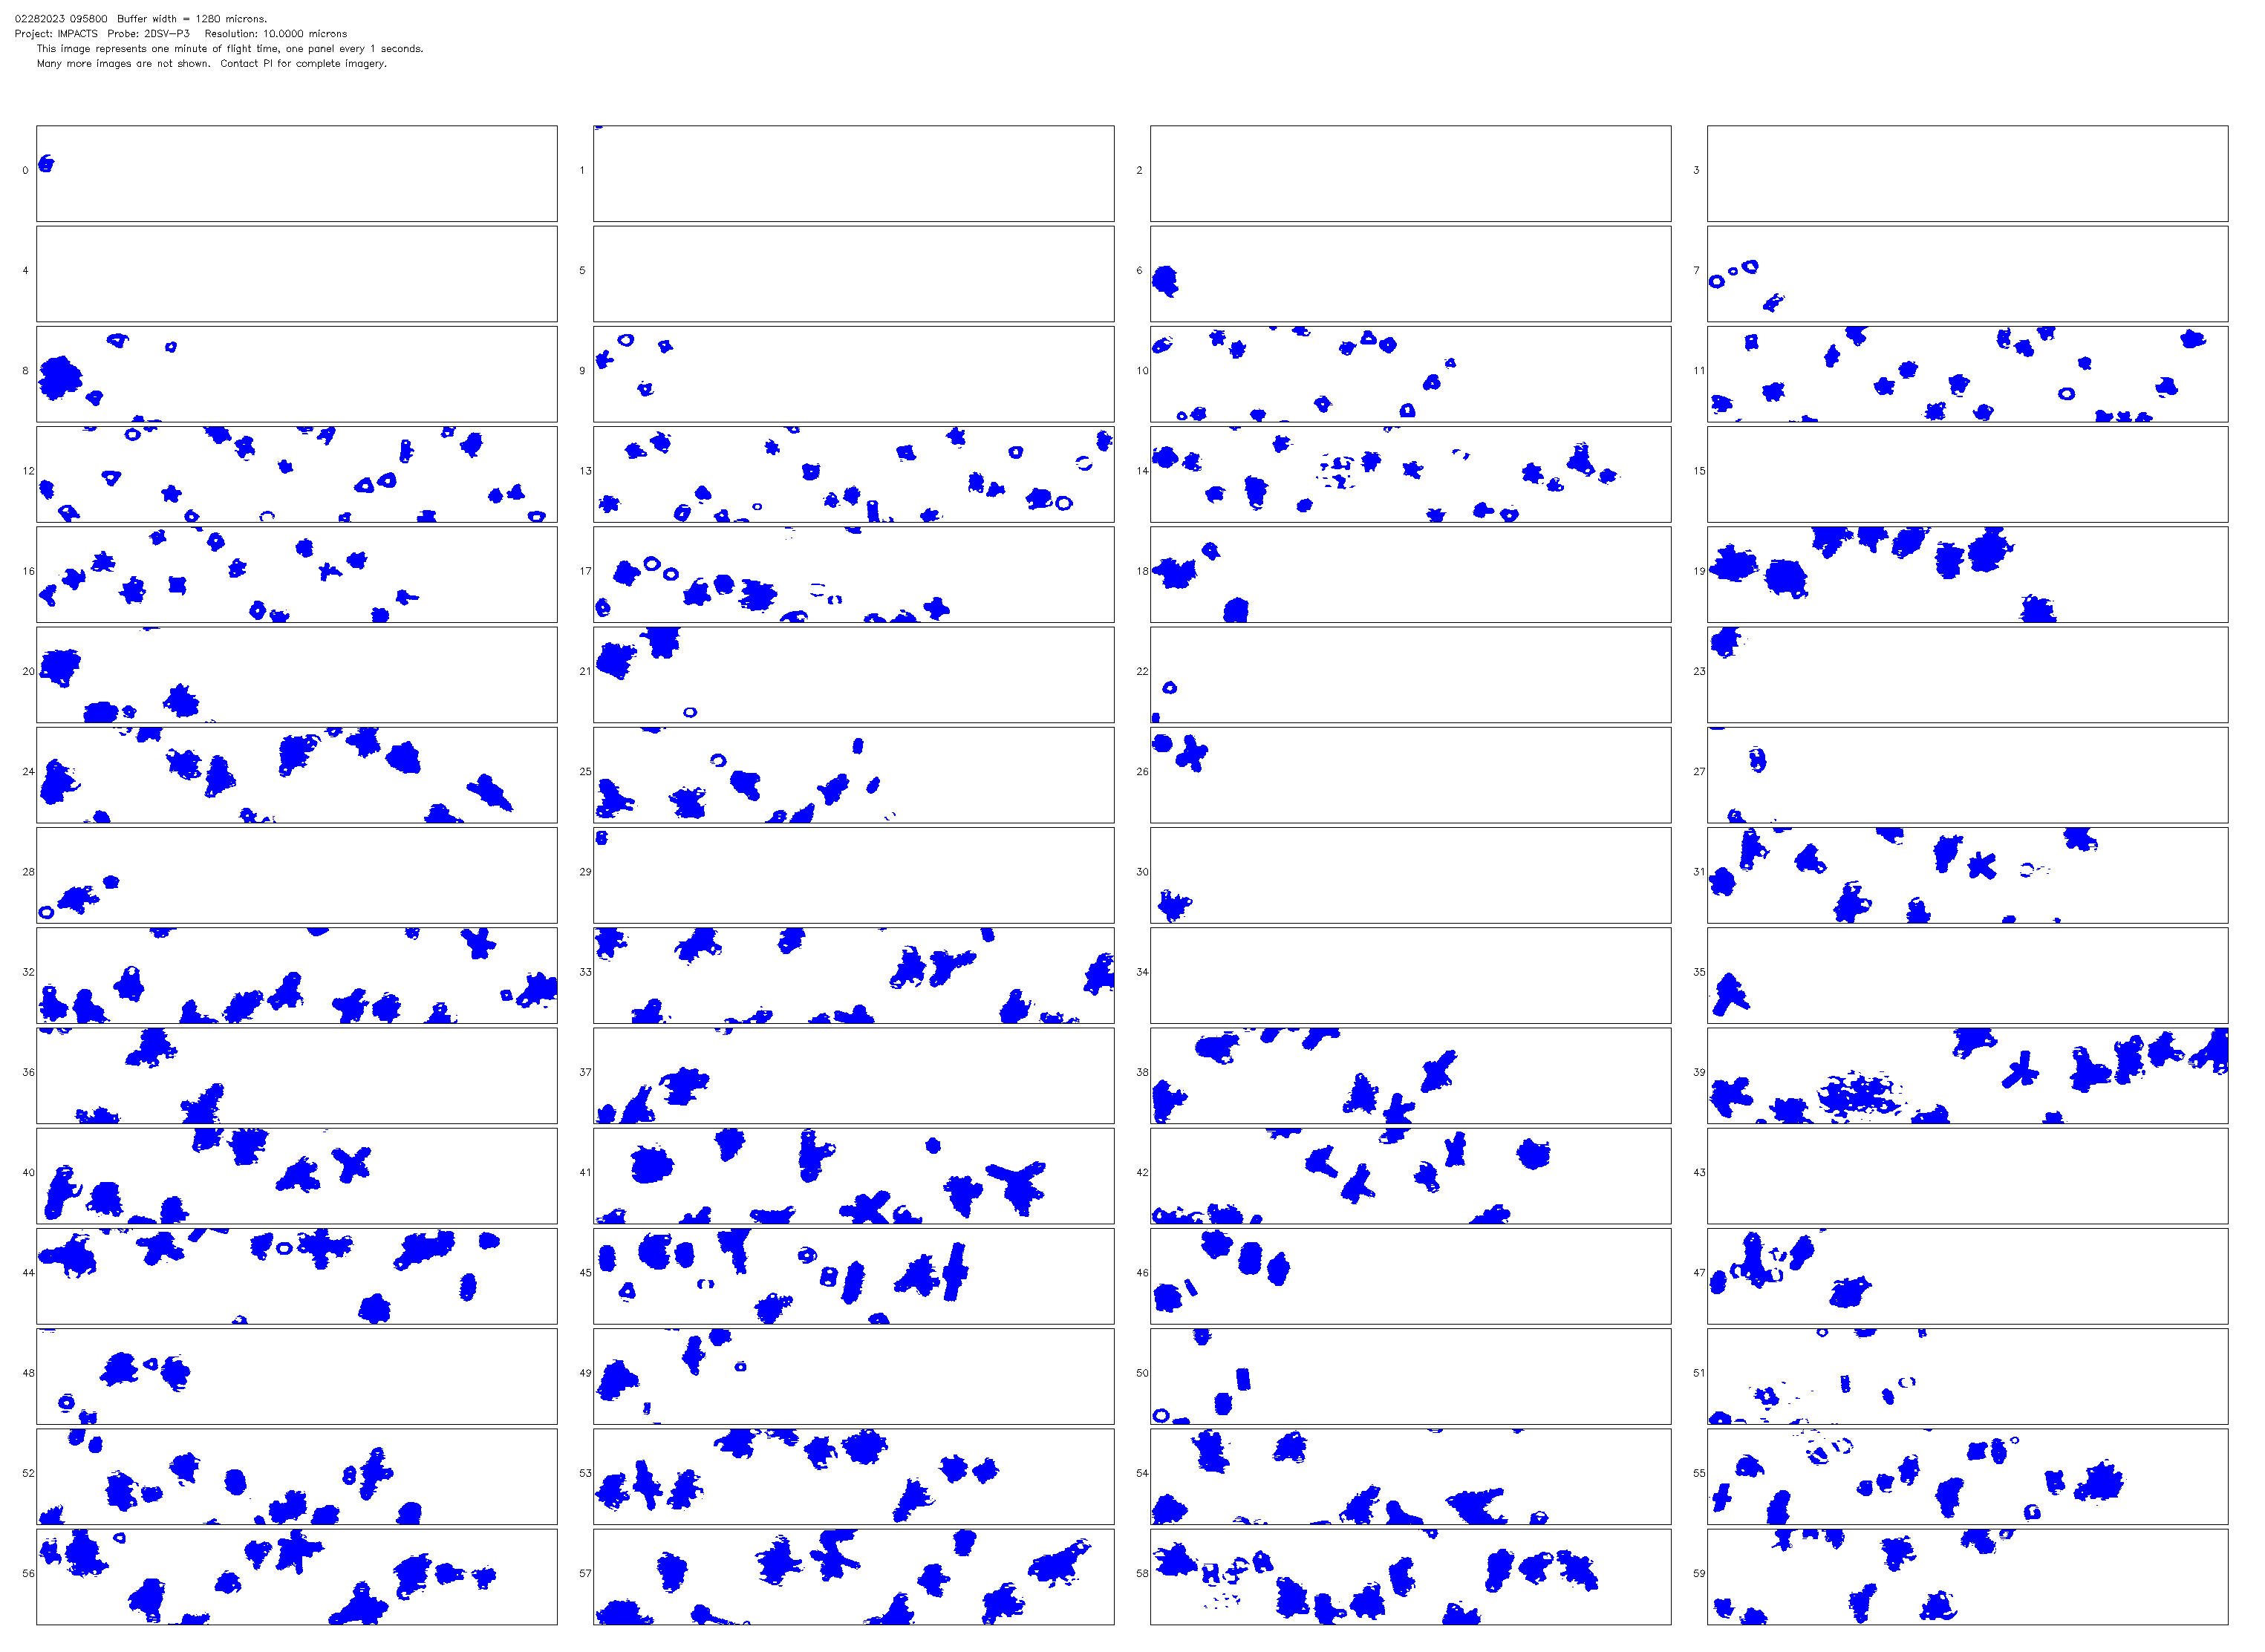 02282023 095800  Buffer width = 1280 microns.
Project: IMPACTS  Probe: 2DSV-P3  Resolution: 10.0000 microns
This image represents one minute of flight time, one panel every 1 seconds.
Many more images are not shown.  Contact PI for complete imagery.
0 1 2 3
4 5 6 7
8 9 10 11
12 13 14 15
16 17 18 19
20 21 22 23
24 25 26 27
28 29 30 31
32 33 34 35
36 37 38 39
40 41 42 43
44 45 46 47
48 49 50 51
52 53 54 55
56 57 58 59